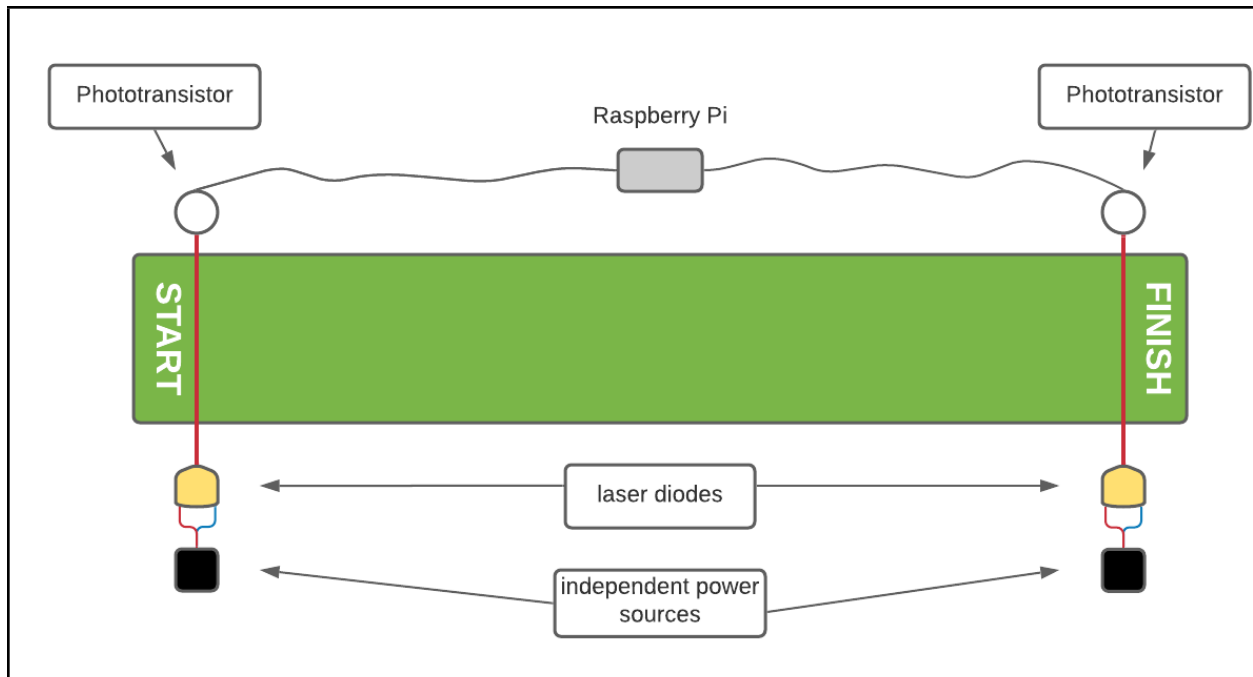 Phototransistor
Phototransistor
Raspberry Pi
START
FINISH
laser diodes
independent power
sources